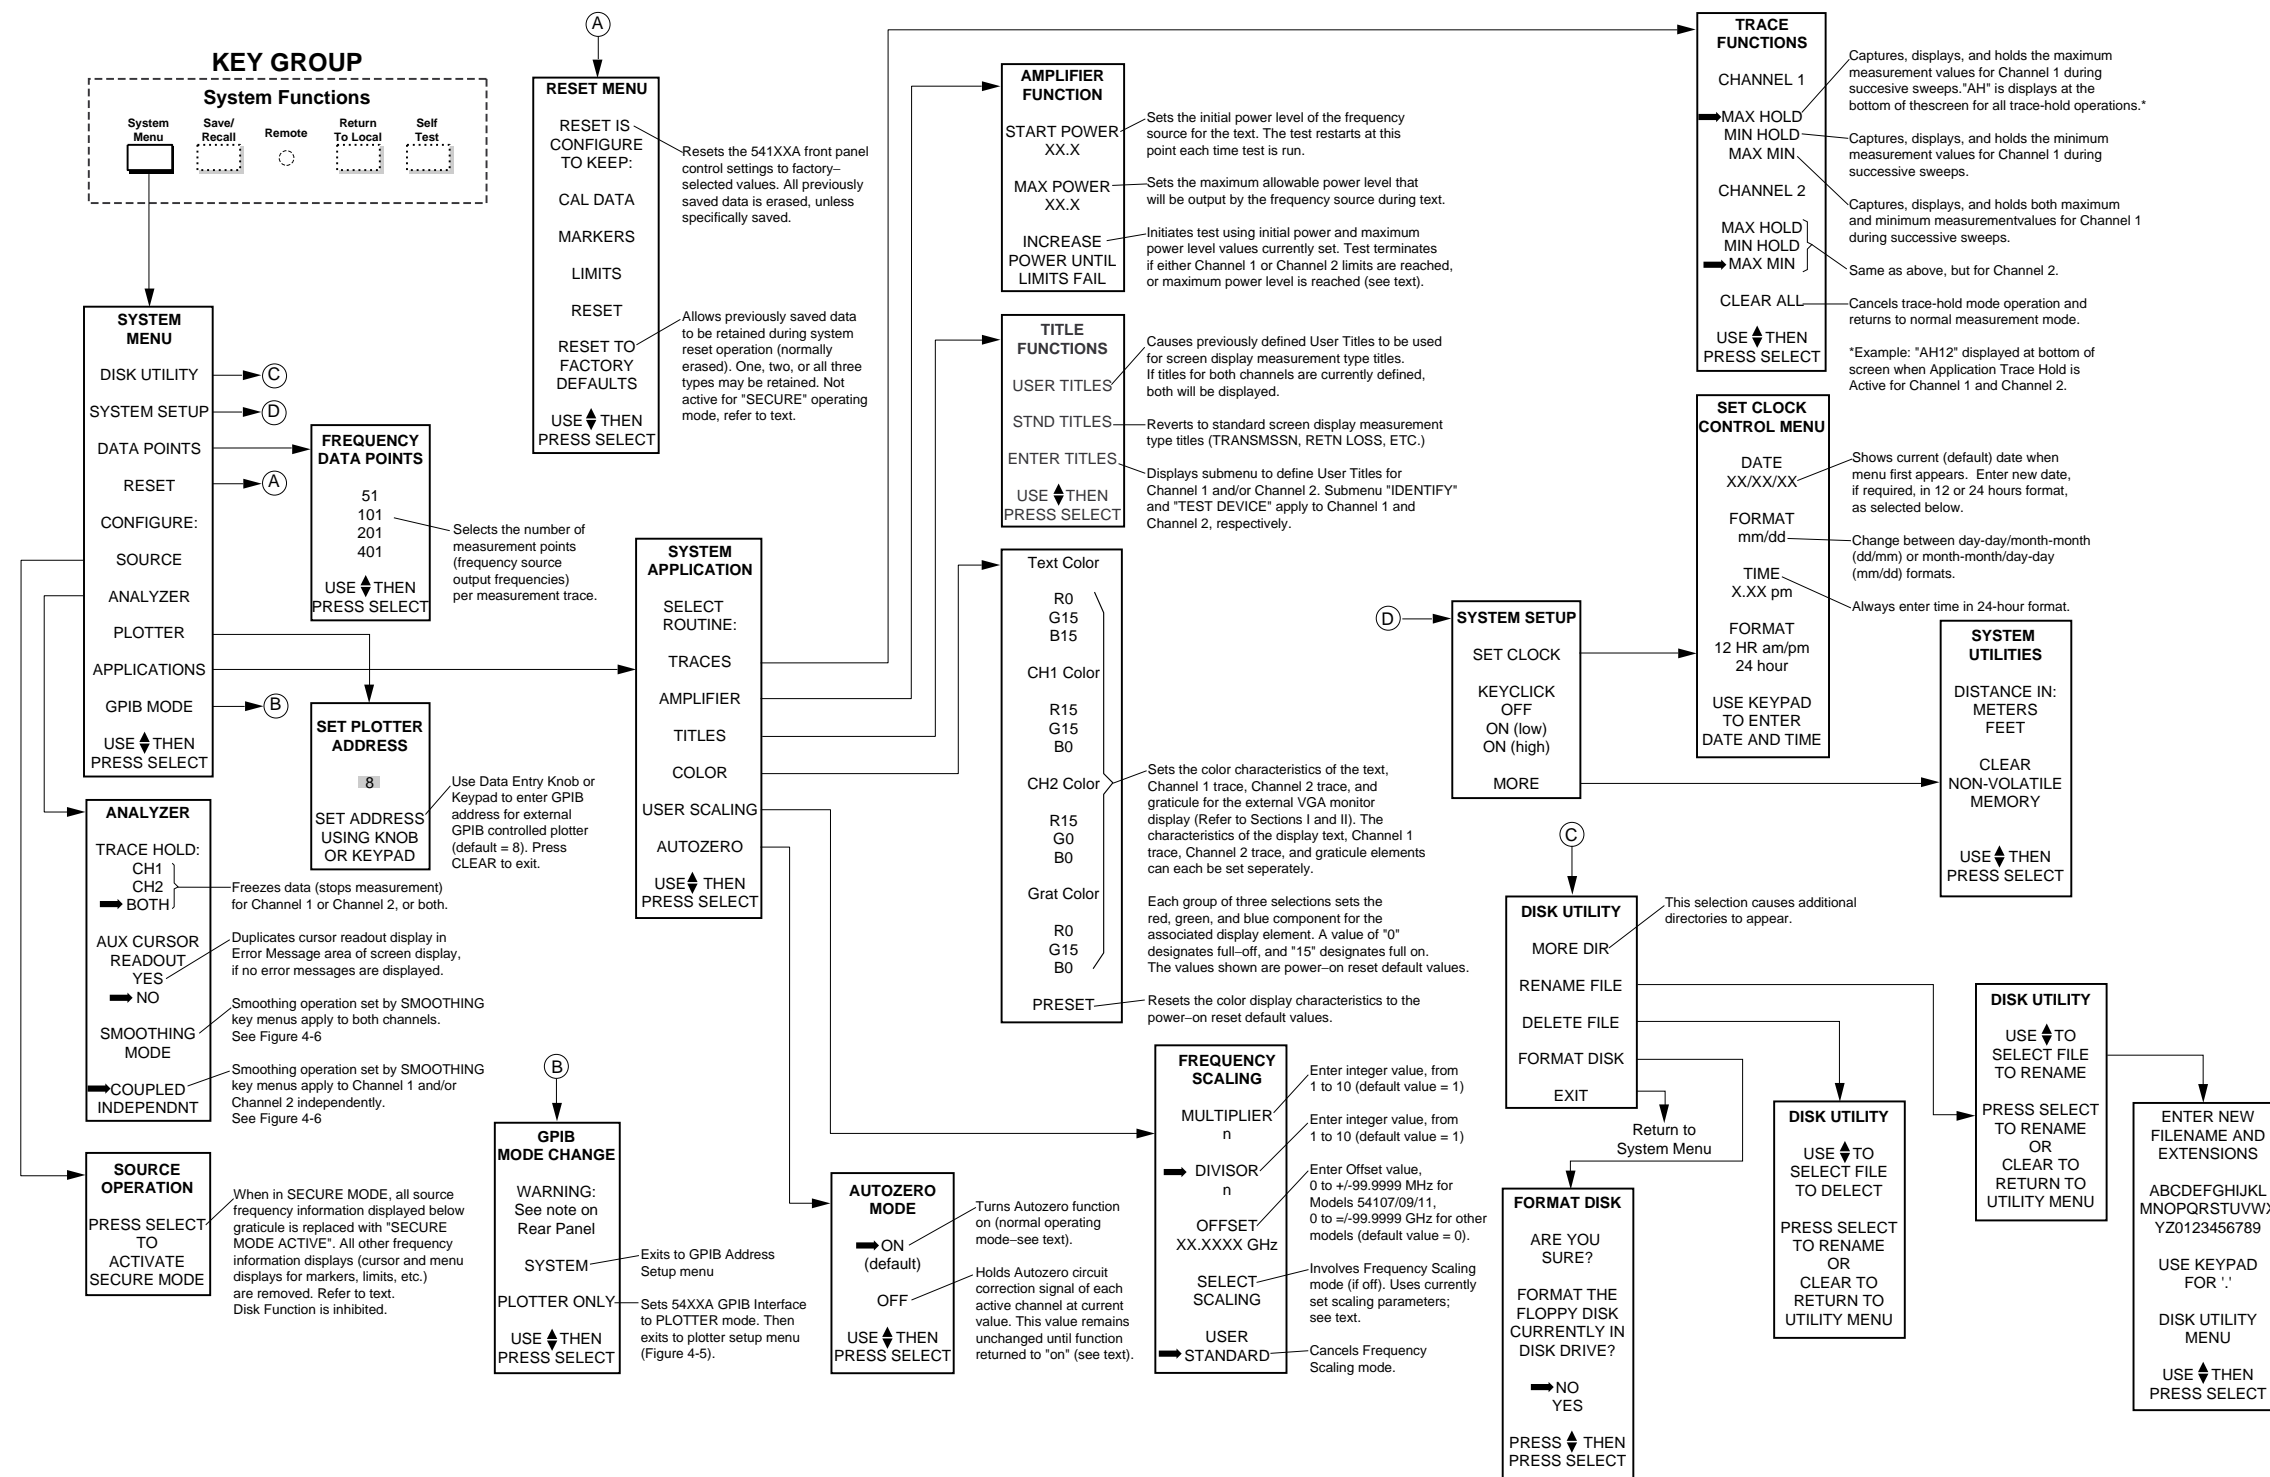 KEY GROUP
System Functions
System
Menu
Save/
Recall
Remote
Return
To Local
Self
Test
SYSTEM
MENU
DISK UTILITY
C
SYSTEM SETUP
D
DATA POINTS
RESET
A
CONFIGURE:
SOURCE
ANALYZER
PLOTTER
APPLICATIONS
GPIB MODE
B
USE THEN
PRESS SELECT
FREQUENCY
DATA POINTS
51
101
201
401
USE THEN
PRESS SELECT
Selects the number of
measurement points
(frequency source
output frequencies)
per measurement trace.
SET PLOTTER
ADDRESS
8
SET ADDRESS
USING KNOB
OR KEYPAD
Use Data Entry Knob or
Keypad to enter GPIB
address for external
GPIB controlled plotter
(default = 8). Press
CLEAR to exit.
ANALYZER
TRACE HOLD:
CH1
CH2
BOTH
AUX CURSOR
READOUT
YES
NO
SMOOTHING
MODE
COUPLED
INDEPENDNT
Freezes data (stops measurement)
for Channel 1 or Channel 2, or both.
Duplicates cursor readout display in
Error Message area of screen display,
if no error messages are displayed.
Smoothing operation set by SMOOTHING
key menus apply to both channels.
See Figure 4-6
Smoothing operation set by SMOOTHING
key menus apply to Channel 1 and/or
Channel 2 independently.
See Figure 4-6
SOURCE
OPERATION
PRESS SELECT
TO
ACTIVATE
SECURE MODE
When in SECURE MODE, all source
frequency information displayed below
graticule is replaced with "SECURE
MODE ACTIVE". All other frequency
information displays (cursor and menu
displays for markers, limits, etc.)
are removed. Refer to text.
Disk Function is inhibited.
A
RESET MENU
RESET IS
CONFIGURE
TO KEEP:
CAL DATA
MARKERS
LIMITS
RESET
RESET TO
FACTORY
DEFAULTS
USE THEN
PRESS SELECT
Resets the 541XXA front panel
control settings to factory–
selected values. All previously
saved data is erased, unless
specifically saved.
Allows previously saved data
to be retained during system
reset operation (normally
erased). One, two, or all three
types may be retained. Not
active for "SECURE" operating
mode, refer to text.
B
GPIB
MODE CHANGE
WARNING:
See note on
Rear Panel
SYSTEM
PLOTTER ONLY
USE THEN
PRESS SELECT
Exits to GPIB Address
Setup menu
Sets 54XXA GPIB Interface
to PLOTTER mode. Then
exits to plotter setup menu
(Figure 4-5).
SYSTEM
APPLICATION
SELECT
ROUTINE:
TRACES
AMPLIFIER
TITLES
COLOR
USER SCALING
AUTOZERO
USE THEN
PRESS SELECT
AUTOZERO
MODE
ON
(default)
OFF
USE THEN
PRESS SELECT
Turns Autozero function
on (normal operating
mode–see text).
Holds Autozero circuit
correction signal of each
active channel at current
value. This value remains
unchanged until function
returned to "on" (see text).
AMPLIFIER
FUNCTION
START POWER
XX.X
MAX POWER
XX.X
INCREASE
POWER UNTIL
LIMITS FAIL
Sets the initial power level of the frequency
source for the text. The test restarts at this
point each time test is run.
Sets the maximum allowable power level that
will be output by the frequency source during text.
Initiates test using initial power and maximum
power level values currently set. Test terminates
if either Channel 1 or Channel 2 limits are reached,
or maximum power level is reached (see text).
TITLE
FUNCTIONS
USER TITLES
STND TITLES
ENTER TITLES
USE THEN
PRESS SELECT
Causes previously defined User Titles to be used
for screen display measurement type titles.
If titles for both channels are currently defined,
both will be displayed.
Reverts to standard screen display measurement
type titles (TRANSMSSN, RETN LOSS, ETC.)
Displays submenu to define User Titles for
Channel 1 and/or Channel 2. Submenu "IDENTIFY"
and "TEST DEVICE" apply to Channel 1 and
Channel 2, respectively.
Text Color
R0
G15
B15
CH1 Color
R15
G15
B0
CH2 Color
R15
G0
B0
Grat Color
R0
G15
B0
PRESET
Sets the color characteristics of the text,
Channel 1 trace, Channel 2 trace, and
graticule for the external VGA monitor
display (Refer to Sections I and II). The
characteristics of the display text, Channel 1
trace, Channel 2 trace, and graticule elements
can each be set seperately.
Each group of three selections sets the
red, green, and blue component for the
associated display element. A value of "0"
designates full–off, and "15" designates full on.
The values shown are power–on reset default values.
Resets the color display characteristics to the
power–on reset default values.
FREQUENCY
SCALING
MULTIPLIER
n
DIVISOR
n
OFFSET
XX.XXXX GHz
SELECT
SCALING
USER
STANDARD
Enter integer value, from
1 to 10 (default value = 1)
Enter integer value, from
1 to 10 (default value = 1)
Enter Offset value,
0 to +/-99.9999 MHz for
Models 54107/09/11,
0 to =/-99.9999 GHz for other
models (default value = 0).
Involves Frequency Scaling
mode (if off). Uses currently
set scaling parameters;
see text.
Cancels Frequency
Scaling mode.
TRACE
FUNCTIONS
CHANNEL 1
MAX HOLD
MIN HOLD
MAX MIN
CHANNEL 2
MAX HOLD
MIN HOLD
MAX MIN
CLEAR ALL
USE THEN
PRESS SELECT
Captures, displays, and holds the maximum
measurement values for Channel 1 during
succesive sweeps."AH" is displays at the
bottom of thescreen for all trace-hold operations.*
Captures, displays, and holds the minimum
measurement values for Channel 1 during
successive sweeps.
Captures, displays, and holds both maximum
and minimum measurementvalues for Channel 1
during successive sweeps.
Same as above, but for Channel 2.
Cancels trace-hold mode operation and
returns to normal measurement mode.
*Example: "AH12" displayed at bottom of
screen when Application Trace Hold is
Active for Channel 1 and Channel 2.
SET CLOCK
CONTROL MENU
DATE
XX/XX/XX
FORMAT
mm/dd
TIME
X.XX pm
FORMAT
12 HR am/pm
24 hour
USE KEYPAD
TO ENTER
DATE AND TIME
Shows current (default) date when
menu first appears. Enter new date,
if required, in 12 or 24 hours format,
as selected below.
Change between day-day/month-month
(dd/mm) or month-month/day-day
(mm/dd) formats.
Always enter time in 24-hour format.
D
SYSTEM SETUP
SET CLOCK
KEYCLICK
OFF
ON (low)
ON (high)
MORE
SYSTEM
UTILITIES
DISTANCE IN:
METERS
FEET
CLEAR
NON-VOLATILE
MEMORY
USE THEN
PRESS SELECT
C
DISK UTILITY
MORE DIR
RENAME FILE
DELETE FILE
FORMAT DISK
EXIT
This selection causes additional
directories to appear.
Return to
System Menu
FORMAT DISK
ARE YOU
SURE?
FORMAT THE
FLOPPY DISK
CURRENTLY IN
DISK DRIVE?
NO
YES
PRESS THEN
PRESS SELECT
DISK UTILITY
USE TO
SELECT FILE
TO DELECT
PRESS SELECT
TO RENAME
OR
CLEAR TO
RETURN TO
UTILITY MENU
DISK UTILITY
USE TO
SELECT FILE
TO RENAME
PRESS SELECT
TO RENAME
OR
CLEAR TO
RETURN TO
UTILITY MENU
ENTER NEW
FILENAME AND
EXTENSIONS
ABCDEFGHIJKL
MNOPQRSTUVWX
YZ0123456789
USE KEYPAD
FOR '.'
DISK UTILITY
MENU
USE THEN
PRESS SELECT